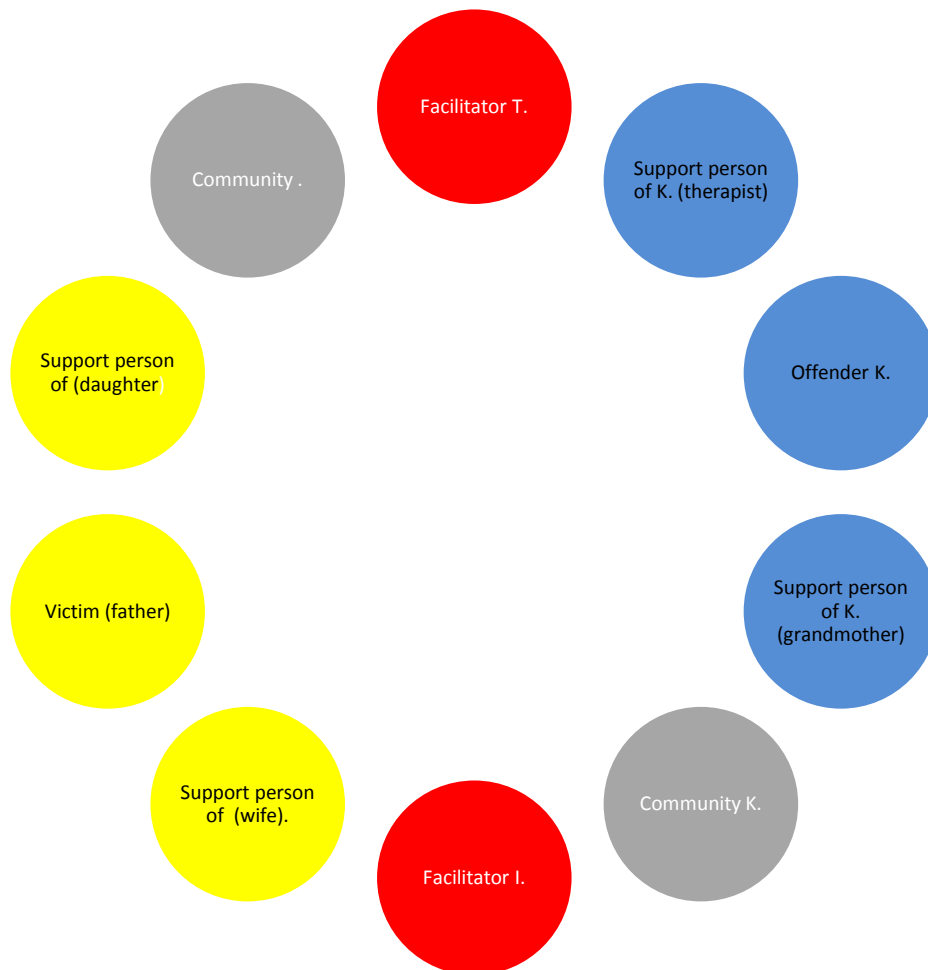 Facilitator T.
Community .
Support person
of K. (therapist)
Support person
of (daughter)
Offender K.
Victim (father)
Support person
of K.
(grandmother)
Support person
of  (wife).
Community K.
Facilitator I.